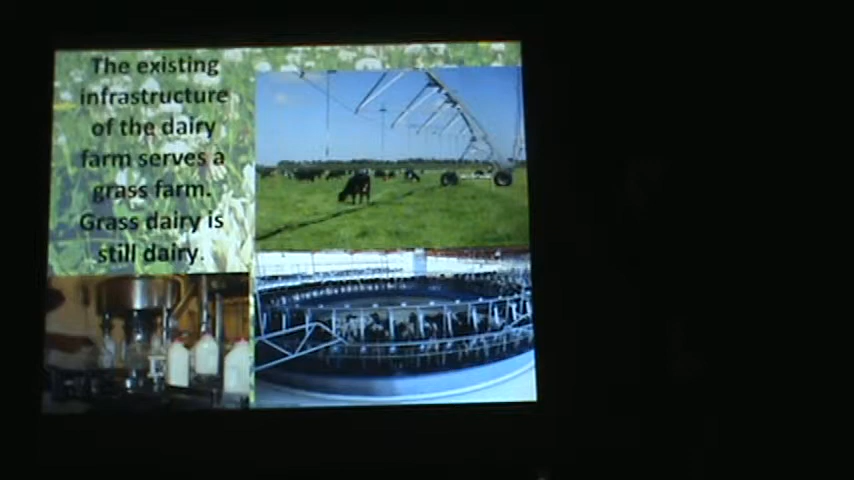 The existing
infrastructure
of the dairy
farm serves a
grass farm.
Grass dairy is
still dairy.